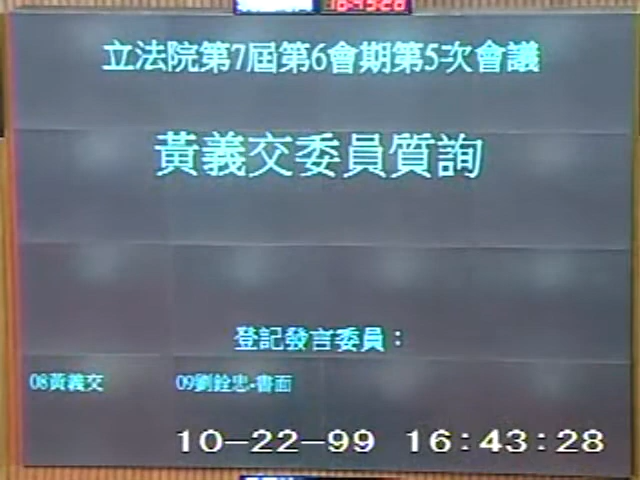 立法院第7屆第6會期第5次會議
黃義交委員質詢
登記發言委員：
08黃義交 09劉銓忠-書面
10-22-99 16:43:28